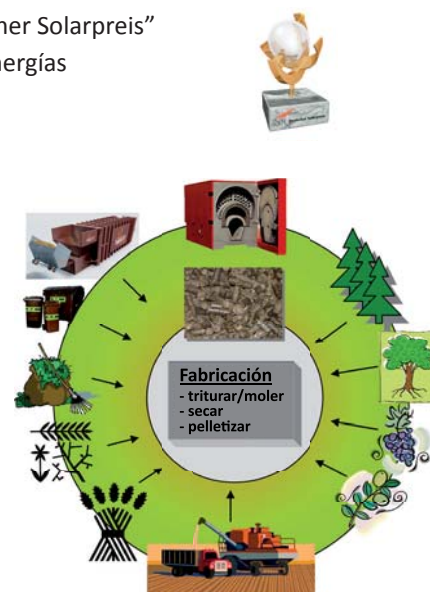 ner Solarpreis”
nergías
Fabricación
- triturar/moler
- secar
- pelletizar